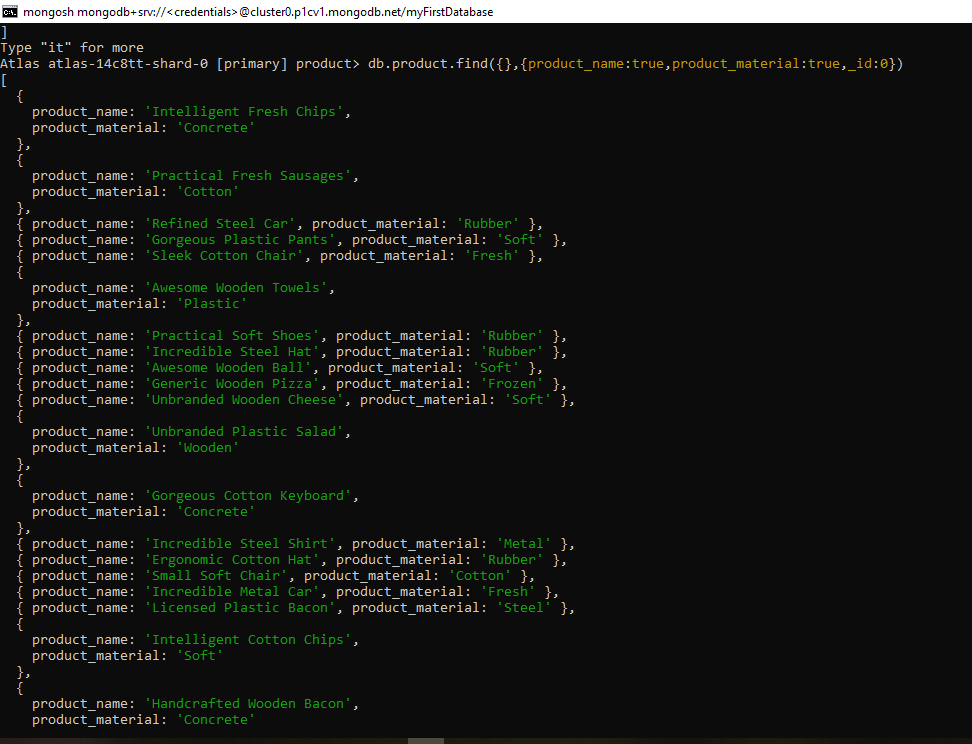 mongosh mongodb+srv://<credentials>@cluster0.p1cv1.mongodb.net/myFirstDatabase
]
Type "it" for more
Atlas atlas-14c8tt-shard-0 [primary] product> db.product.find({},{product_name:true,product_material:true,_id:0})
[
  {
    product_name: 'Intelligent Fresh Chips',
    product_material: 'Concrete'
  },
  {
    product_name: 'Practical Fresh Sausages',
    product_material: 'Cotton'
  },
  { product_name: 'Refined Steel Car', product_material: 'Rubber' },
  { product_name: 'Gorgeous Plastic Pants', product_material: 'Soft' },
  { product_name: 'Sleek Cotton Chair', product_material: 'Fresh' },
  {
    product_name: 'Awesome Wooden Towels',
    product_material: 'Plastic'
  },
  { product_name: 'Practical Soft Shoes', product_material: 'Rubber' },
  { product_name: 'Incredible Steel Hat', product_material: 'Rubber' },
  { product_name: 'Awesome Wooden Ball', product_material: 'Soft' },
  { product_name: 'Generic Wooden Pizza', product_material: 'Frozen' },
  { product_name: 'Unbranded Wooden Cheese', product_material: 'Soft' },
  {
    product_name: 'Unbranded Plastic Salad',
    product_material: 'Wooden'
  },
  {
    product_name: 'Gorgeous Cotton Keyboard',
    product_material: 'Concrete'
  },
  { product_name: 'Incredible Steel Shirt', product_material: 'Metal' },
  { product_name: 'Ergonomic Cotton Hat', product_material: 'Rubber' },
  { product_name: 'Small Soft Chair', product_material: 'Cotton' },
  { product_name: 'Incredible Metal Car', product_material: 'Fresh' },
  { product_name: 'Licensed Plastic Bacon', product_material: 'Steel' },
  {
    product_name: 'Intelligent Cotton Chips',
    product_material: 'Soft'
  },
  {
    product_name: 'Handcrafted Wooden Bacon',
    product_material: 'Concrete'